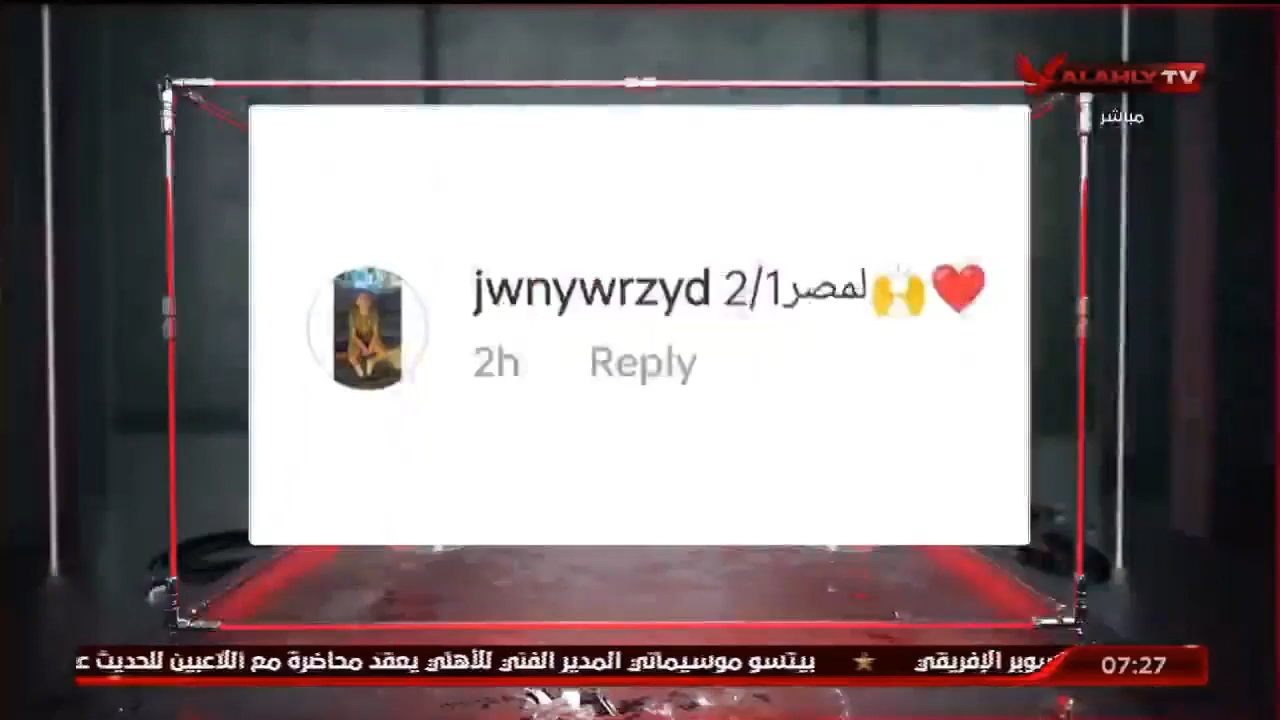 ALAHLY TV
مباشر
jwnywrzyd 2/1لمصر🙌❤️
2h Reply
سوبر الإفريقي ★ بيتسو موسيماني المدير الفني للأهلي يعقد محاضرة مع اللاعبين للحديث
07:27